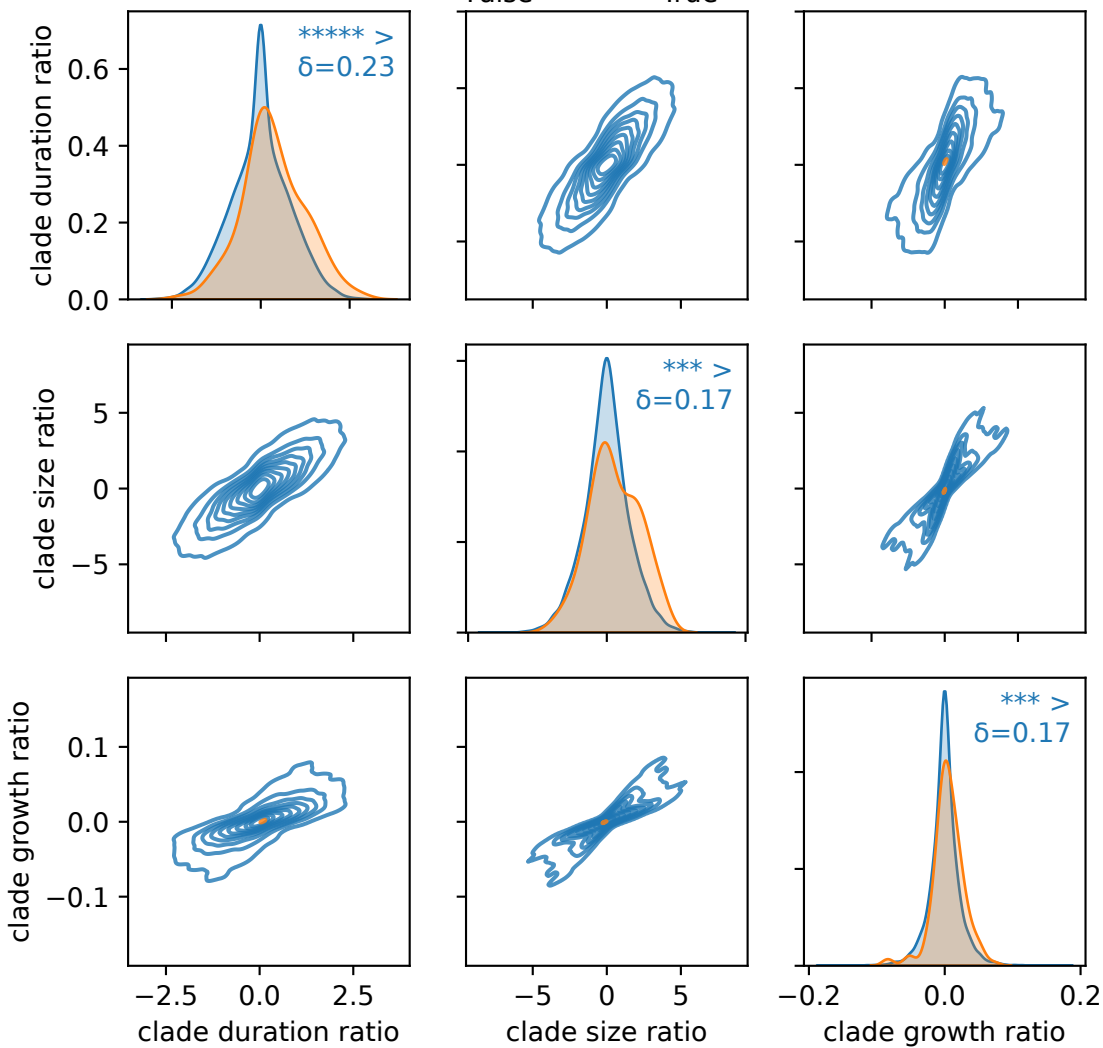 False True
clade duration ratio
0.6
0.4
0.2
0.0
***** >
δ=0.23
clade size ratio
5
0
−5
*** >
δ=0.17
clade growth ratio
0.1
0.0
−0.1
*** >
δ=0.17
−2.5 0.0 2.5
−5 0 5
−0.2 0.0 0.2
clade duration ratio
clade size ratio
clade growth ratio